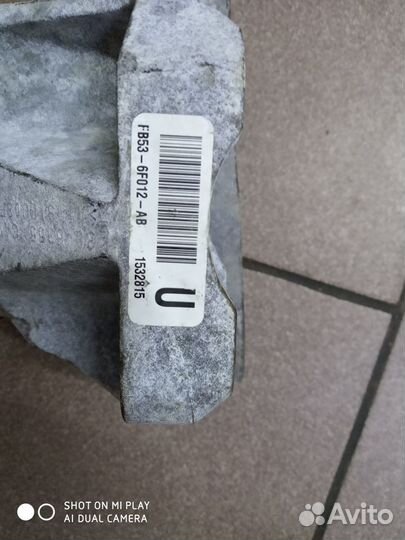 FB53-6F012-AB
1532815
U
SHOT ON MI PLAY
AI DUAL CAMERA
Avito